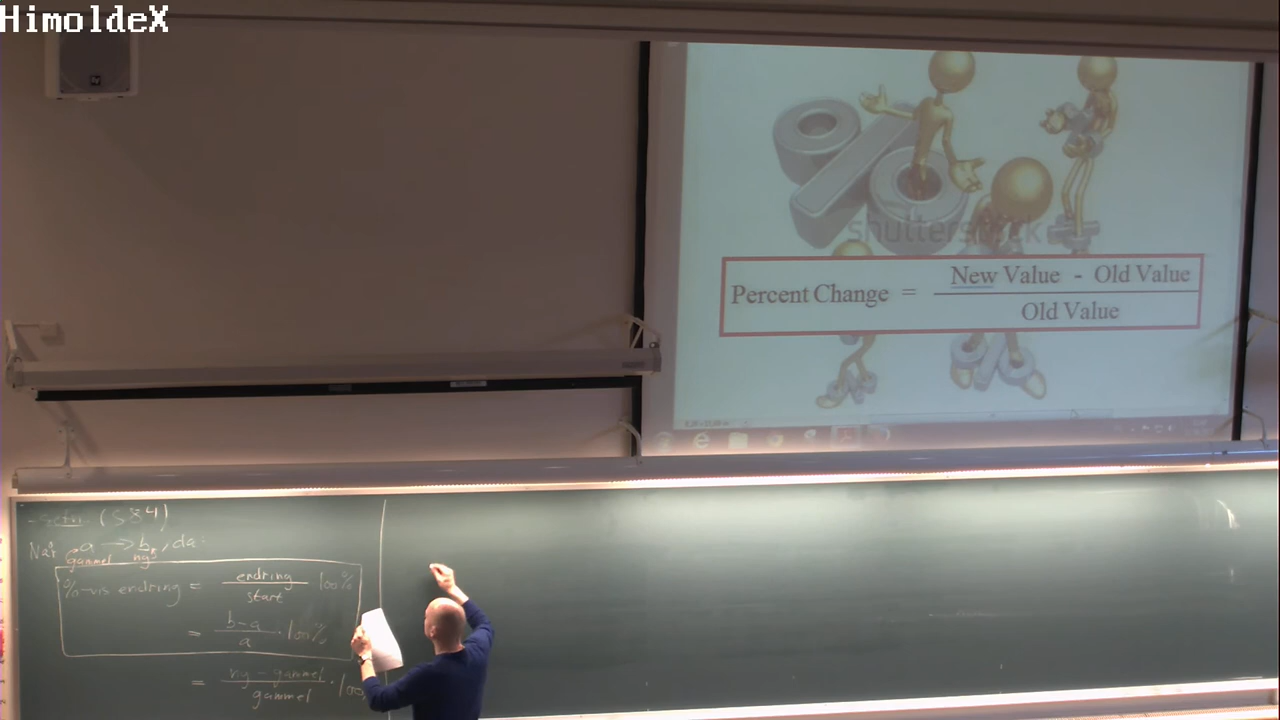 HimoldeX
shutterstock
Percent Change = New Value - Old Value
Old Value
(S84)
Når a → b, da:
gammel ny
%-vis endring = endring 100%
start
= b-a · 100%
a
= ny - gammel · 100
gammel